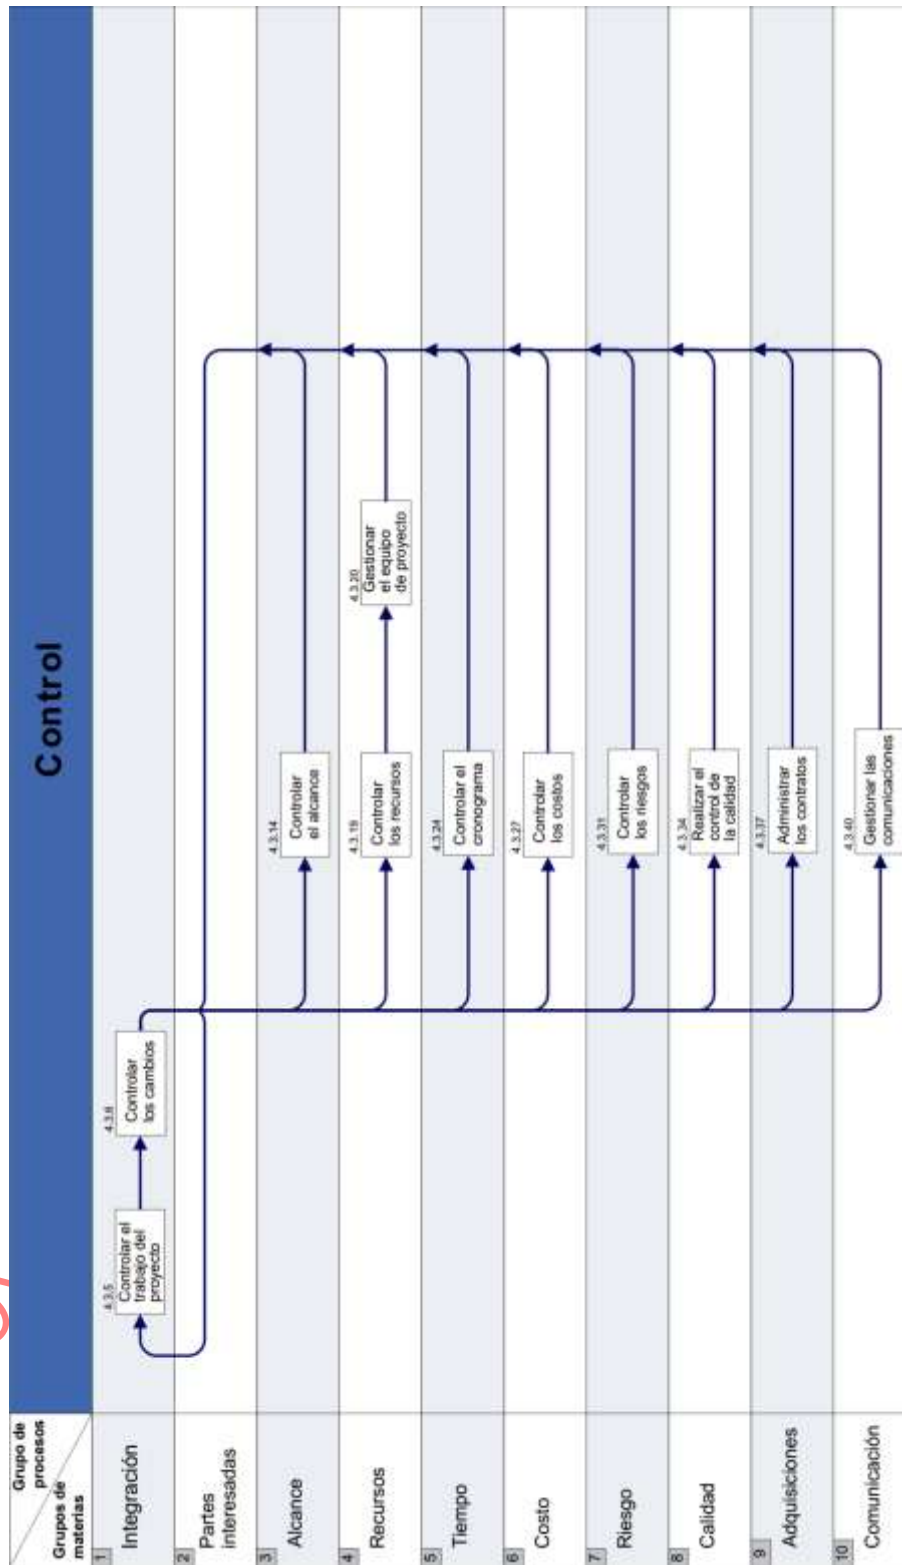 Grupo de
procesos
Grupos de
materias
Control
1
Integración
4.3.5
Controlar el
trabajo del
proyecto
4.3.6
Controlar
los cambios
2
Partes
interesadas
3
Alcance
4.3.14
Controlar
el alcance
4
Recursos
4.3.19
Controlar
los recursos
4.3.20
Gestionar
el equipo
de proyecto
5
Tiempo
4.3.24
Controlar el
cronograma
6
Costo
4.3.27
Controlar
los costos
7
Riesgo
4.3.31
Controlar
los riesgos
8
Calidad
4.3.34
Realizar el
control de
la calidad
9
Adquisiciones
4.3.37
Administrar
los contratos
10
Comunicación
4.3.40
Gestionar las
comunicaciones